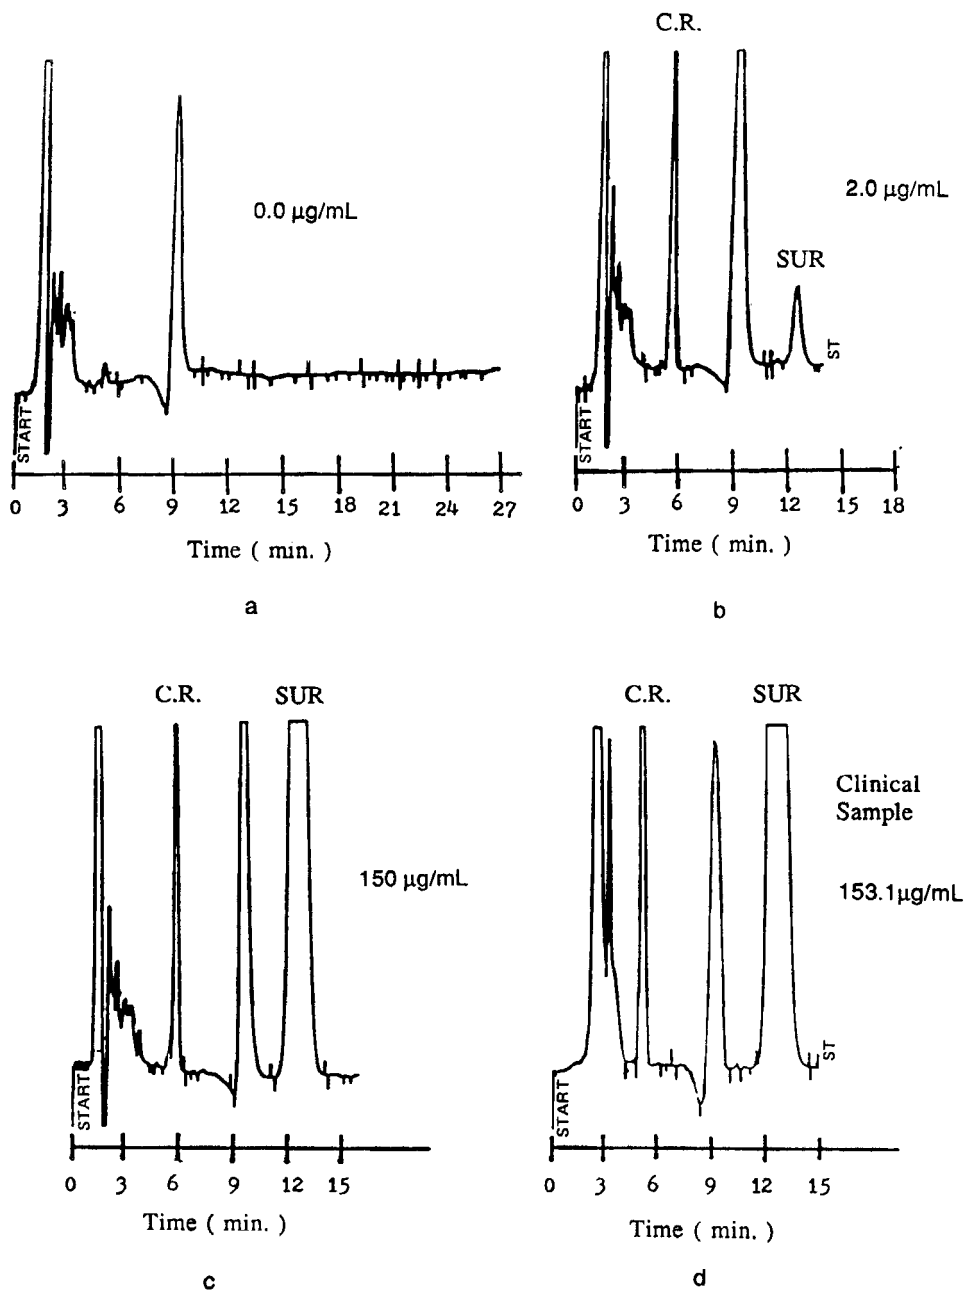 0.0 µg/mL
START
0 3 6 9 12 15 18 21 24 27
Time ( min. )
a
C.R.
2.0 µg/mL
SUR
ST
START
0 3 6 9 12 15 18
Time ( min. )
b
C.R. SUR
150 µg/mL
START
0 3 6 9 12 15
Time ( min. )
c
C.R. SUR
Clinical
Sample
153.1µg/mL
ST
START
0 3 6 9 12 15
Time ( min. )
d